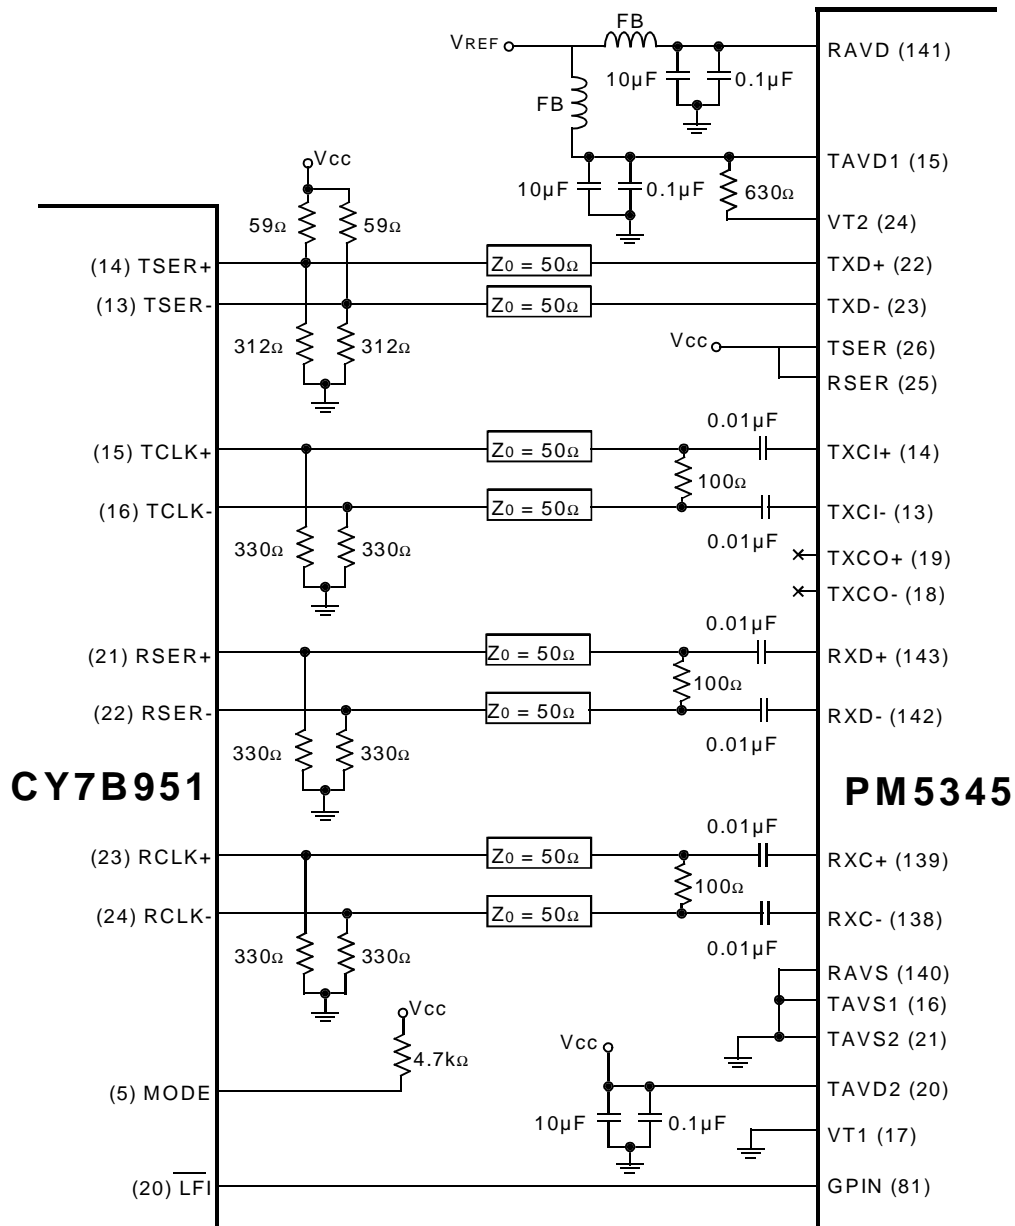 FB
VREF
RAVD (141)
10µF
0.1µF
FB
Vcc
TAVD1 (15)
10µF
0.1µF
630Ω
59Ω
59Ω
VT2 (24)
(14) TSER+
Z0 = 50Ω
TXD+ (22)
(13) TSER-
Z0 = 50Ω
TXD- (23)
312Ω
312Ω
Vcc
TSER (26)
RSER (25)
0.01µF
(15) TCLK+
Z0 = 50Ω
TXCI+ (14)
100Ω
(16) TCLK-
Z0 = 50Ω
TXCI- (13)
0.01µF
330Ω
330Ω
TXCO+ (19)
TXCO- (18)
0.01µF
(21) RSER+
Z0 = 50Ω
RXD+ (143)
100Ω
(22) RSER-
Z0 = 50Ω
RXD- (142)
0.01µF
330Ω
330Ω
CY7B951
PM5345
0.01µF
(23) RCLK+
Z0 = 50Ω
RXC+ (139)
100Ω
(24) RCLK-
Z0 = 50Ω
RXC- (138)
0.01µF
330Ω
330Ω
RAVS (140)
TAVS1 (16)
Vcc
TAVS2 (21)
Vcc
4.7kΩ
(5) MODE
TAVD2 (20)
10µF
0.1µF
VT1 (17)
(20) LFI
GPIN (81)